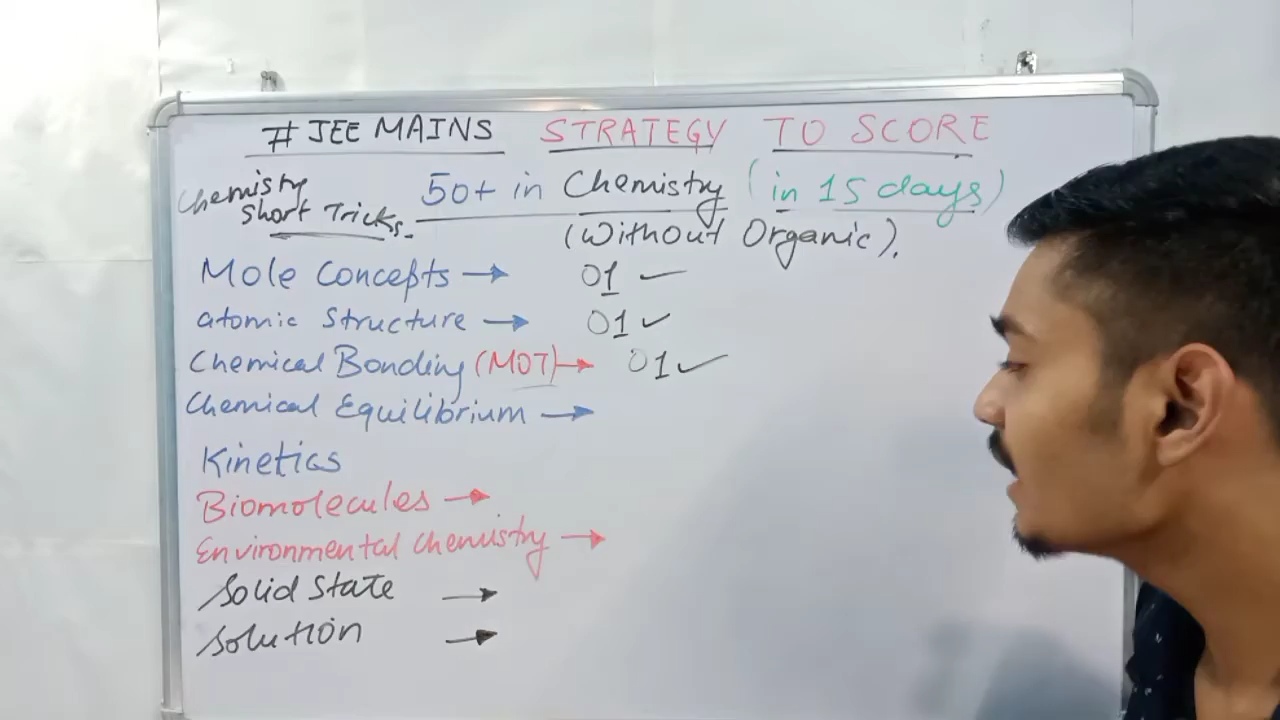 # JEE MAINS STRATEGY TO SCORE
Chemistry 50+ in Chemistry (in 15 days)
Short Tricks.
(Without Organic).
Mole Concepts → 01 ✓
atomic Structure → 01 ✓
Chemical Bonding (MOT) → 01 ✓
Chemical Equilibrium →
Kinetics
Biomolecules →
Environmental Chemistry →
Solid State →
Solution →